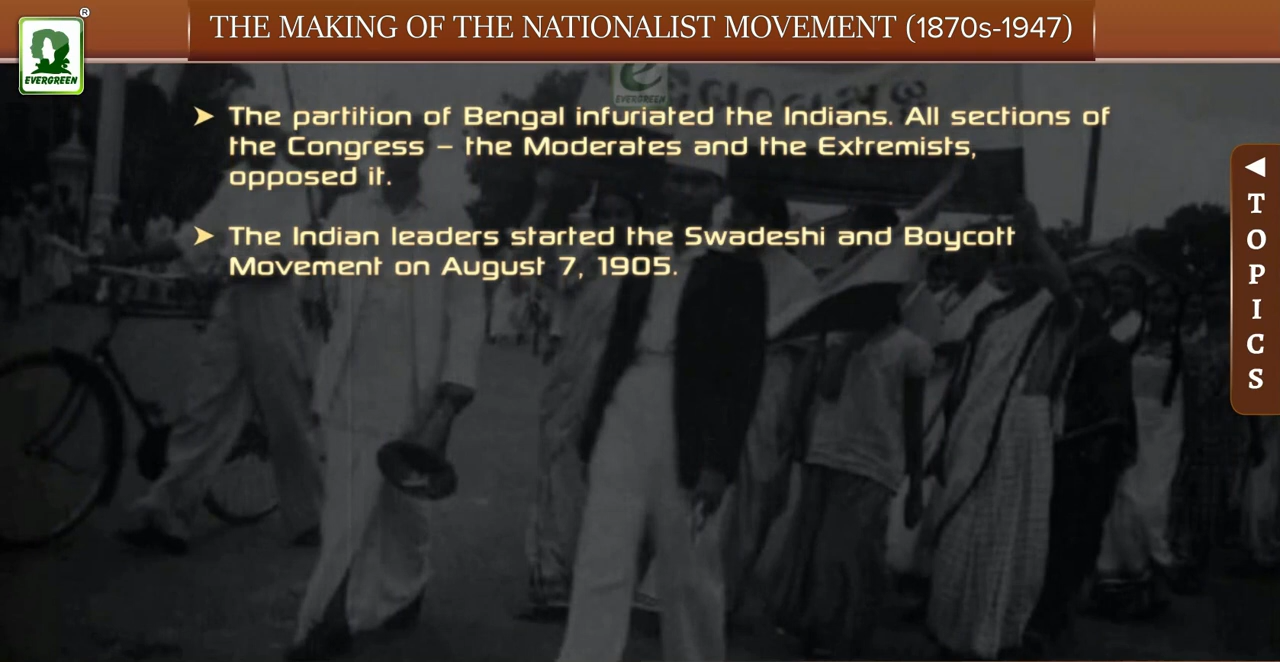 THE MAKING OF THE NATIONALIST MOVEMENT (1870s-1947)
®
EVERGREEN
EVERGREEN
➤ The partition of Bengal infuriated the Indians. All sections of
the Congress – the Moderates and the Extremists,
opposed it.
➤ The Indian leaders started the Swadeshi and Boycott
Movement on August 7, 1905.
◀
T
O
P
I
C
S